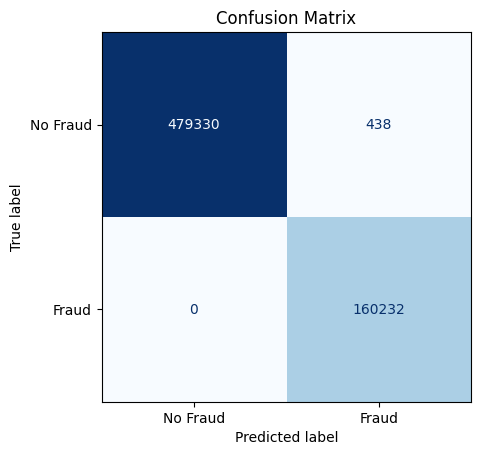 Confusion Matrix
True label
No Fraud
479330
438
Fraud
0
160232
No Fraud
Fraud
Predicted label